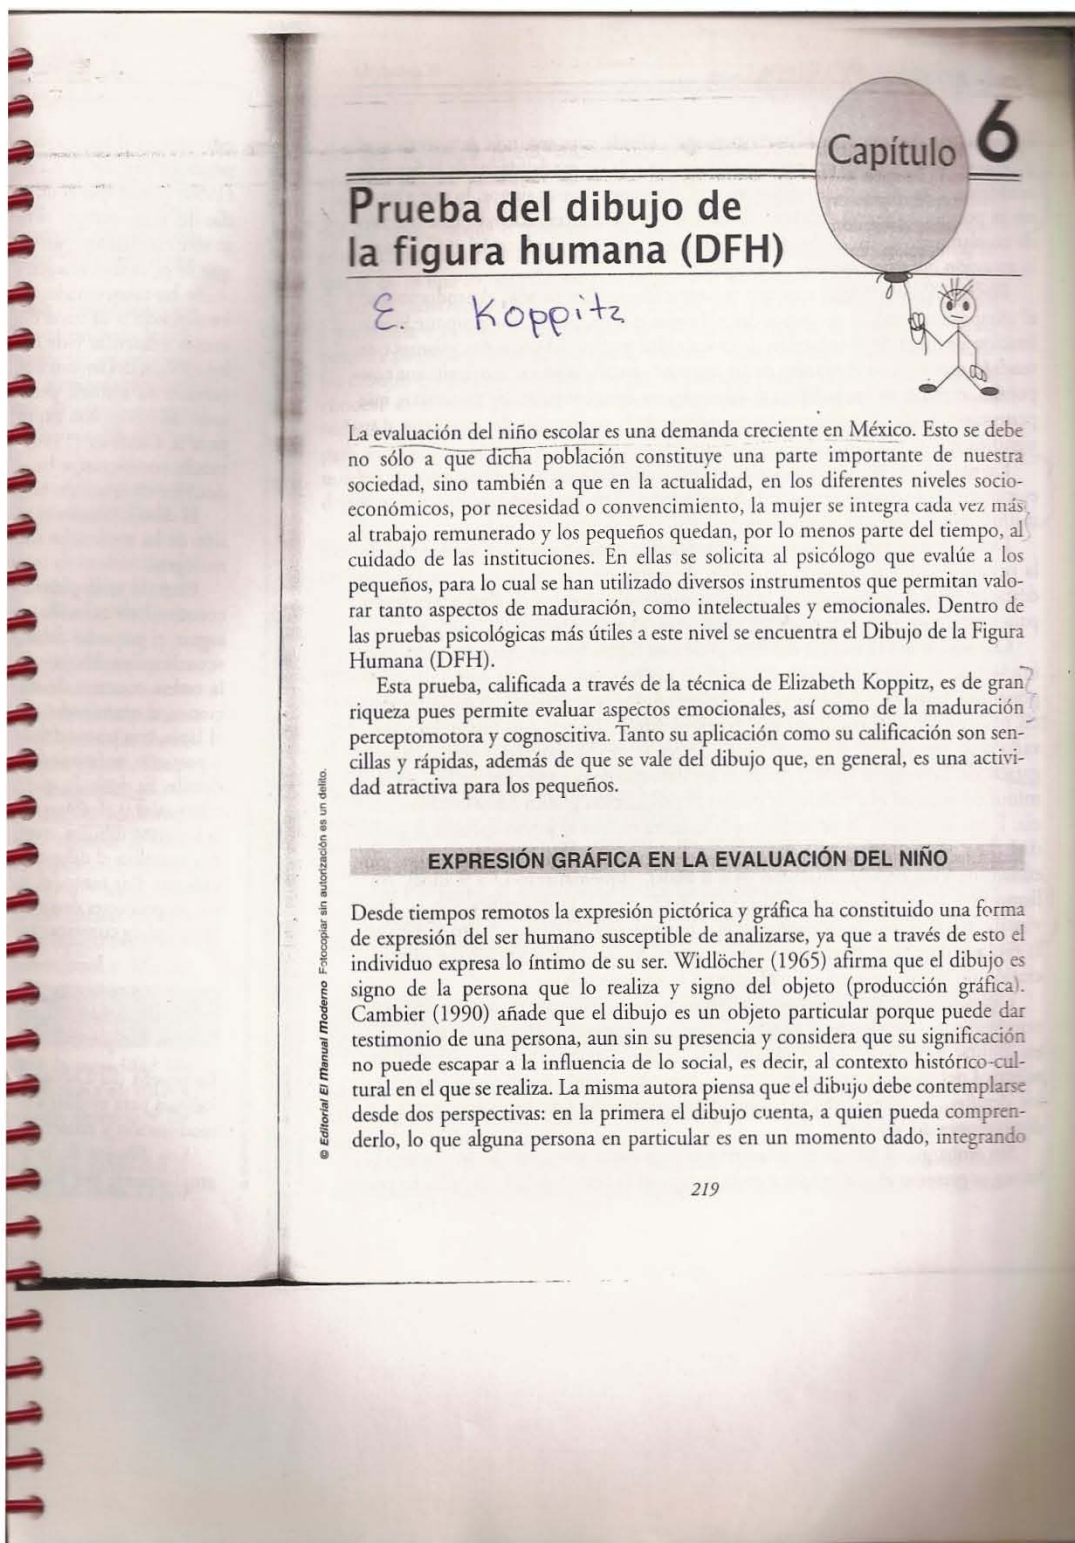 Capítulo 6
Prueba del dibujo de
la figura humana (DFH)
E. Koppitz
La evaluación del niño escolar es una demanda creciente en México. Esto se debe
no sólo a que dicha población constituye una parte importante de nuestra
sociedad, sino también a que en la actualidad, en los diferentes niveles socio-
económicos, por necesidad o convencimiento, la mujer se integra cada vez más
al trabajo remunerado y los pequeños quedan, por lo menos parte del tiempo, al
cuidado de las instituciones. En ellas se solicita al psicólogo que evalúe a los
pequeños, para lo cual se han utilizado diversos instrumentos que permitan valo-
rar tanto aspectos de maduración, como intelectuales y emocionales. Dentro de
las pruebas psicológicas más útiles a este nivel se encuentra el Dibujo de la Figura
Humana (DFH).
Esta prueba, calificada a través de la técnica de Elizabeth Koppitz, es de gran
riqueza pues permite evaluar aspectos emocionales, así como de la maduración
perceptomotora y cognoscitiva. Tanto su aplicación como su calificación son sen-
cillas y rápidas, además de que se vale del dibujo que, en general, es una activi-
dad atractiva para los pequeños.
EXPRESIÓN GRÁFICA EN LA EVALUACIÓN DEL NIÑO
Desde tiempos remotos la expresión pictórica y gráfica ha constituido una forma
de expresión del ser humano susceptible de analizarse, ya que a través de esto el
individuo expresa lo íntimo de su ser. Widlöcher (1965) afirma que el dibujo es
signo de la persona que lo realiza y signo del objeto (producción gráfica).
Cambier (1990) añade que el dibujo es un objeto particular porque puede dar
testimonio de una persona, aun sin su presencia y considera que su significación
no puede escapar a la influencia de lo social, es decir, al contexto histórico-cul-
tural en el que se realiza. La misma autora piensa que el dibujo debe contemplarse
desde dos perspectivas: en la primera el dibujo cuenta, a quien pueda compren-
derlo, lo que alguna persona en particular es en un momento dado, integrando
© Editorial El Manual Moderno Fotocopiar sin autorización es un delito.
219